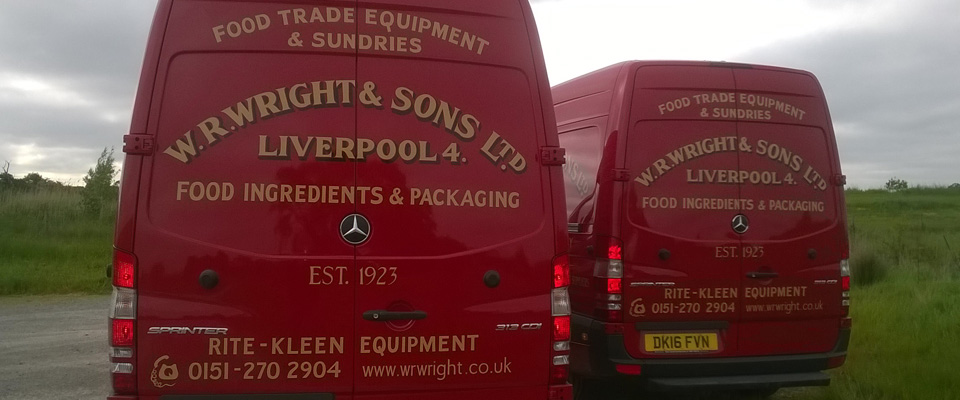 FOOD TRADE EQUIPMENT
& SUNDRIES
W.R.WRIGHT & SONS LTD
LIVERPOOL 4.
FOOD INGREDIENTS & PACKAGING
EST. 1923
SPRINTER
313 CDI
RITE-KLEEN EQUIPMENT
0151-270 2904 www.wrwright.co.uk
FOOD TRADE EQUIPMENT
& SUNDRIES
W.R.WRIGHT & SONS LTD
LIVERPOOL 4.
FOOD INGREDIENTS & PACKAGING
EST. 1923
SPRINTER
RITE-KLEEN EQUIPMENT
0151-270 2904 www.wrwright.co.uk
DK16 FVN